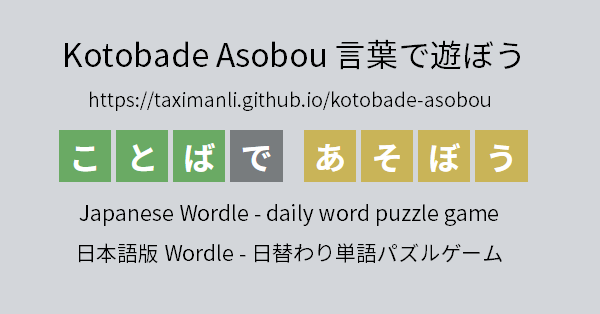 Kotobade Asobou 言葉で遊ぼう
https://taximanli.github.io/kotobade-asobou
ことばで あそぼう
Japanese Wordle - daily word puzzle game
日本語版 Wordle - 日替わり単語パズルゲーム